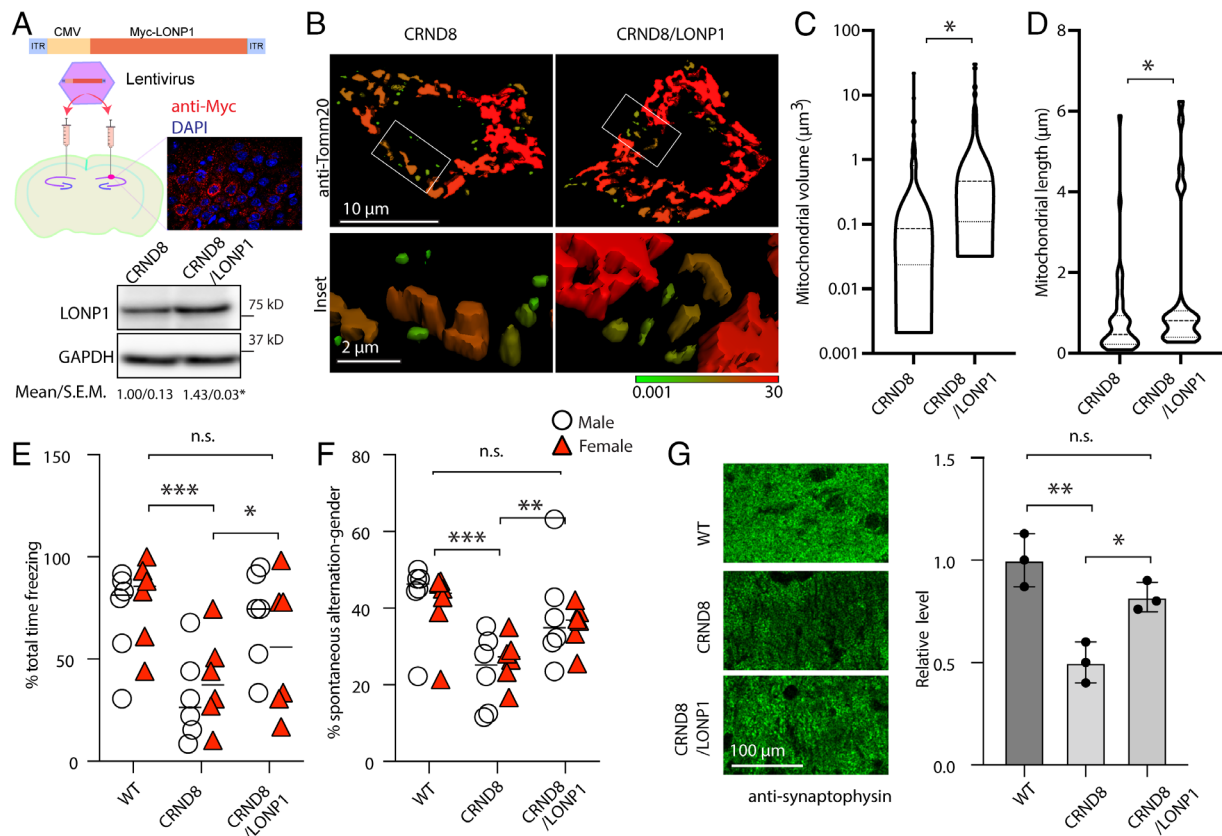 A
CMV
Myc-LONP1
ITR
ITR
Lentivirus
anti-Myc
DAPI
CRND8
CRND8
/LONP1
LONP1
75 kD
37 kD
GAPDH
Mean/S.E.M.
1.00/0.13
1.43/0.03*
B
CRND8
CRND8/LONP1
anti-Tomm20
10 µm
Inset
2 µm
0.001
30
C
*
Mitochondrial volume (µm³)
100
10
1
0.1
0.01
0.001
CRND8
CRND8
/LONP1
D
*
Mitochondrial length (µm)
8
6
4
2
0
CRND8
CRND8
/LONP1
Male
Female
E
n.s.
***
*
% total time freezing
150
100
50
0
WT
CRND8
CRND8
/LONP1
F
n.s.
***
**
% spontaneous alternation-gender
80
60
40
20
0
WT
CRND8
CRND8
/LONP1
G
WT
CRND8
CRND8
/LONP1
100 µm
anti-synaptophysin
n.s.
**
*
Relative level
1.5
1.0
0.5
0.0
WT
CRND8
CRND8
/LONP1